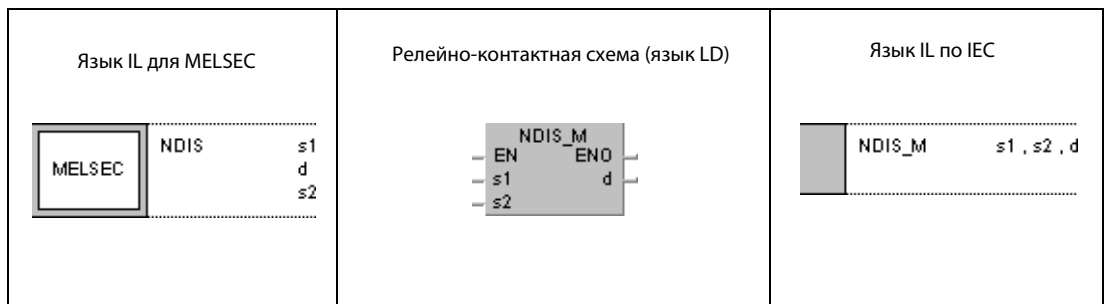 Язык IL для MELSEC
MELSEC
NDIS s1
d
s2
Релейно-контактная схема (язык LD)
NDIS_M
EN ENO
s1 d
s2
Язык IL по IEC
NDIS_M s1 , s2 , d